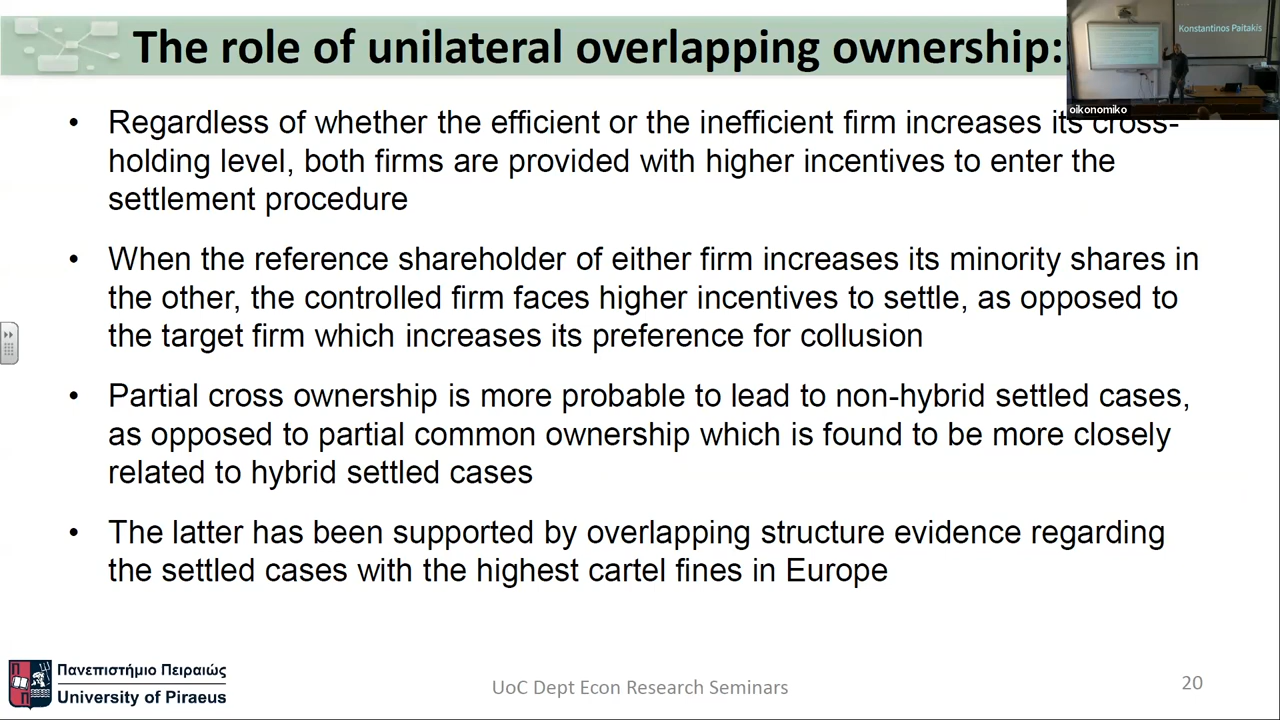 The role of unilateral overlapping ownership:
Konstantinos Paitakis
oikonomiko
• Regardless of whether the efficient or the inefficient firm increases its cross-
holding level, both firms are provided with higher incentives to enter the
settlement procedure
• When the reference shareholder of either firm increases its minority shares in
the other, the controlled firm faces higher incentives to settle, as opposed to
the target firm which increases its preference for collusion
• Partial cross ownership is more probable to lead to non-hybrid settled cases,
as opposed to partial common ownership which is found to be more closely
related to hybrid settled cases
• The latter has been supported by overlapping structure evidence regarding
the settled cases with the highest cartel fines in Europe
Πανεπιστήμιο Πειραιώς
University of Piraeus
UoC Dept Econ Research Seminars
20